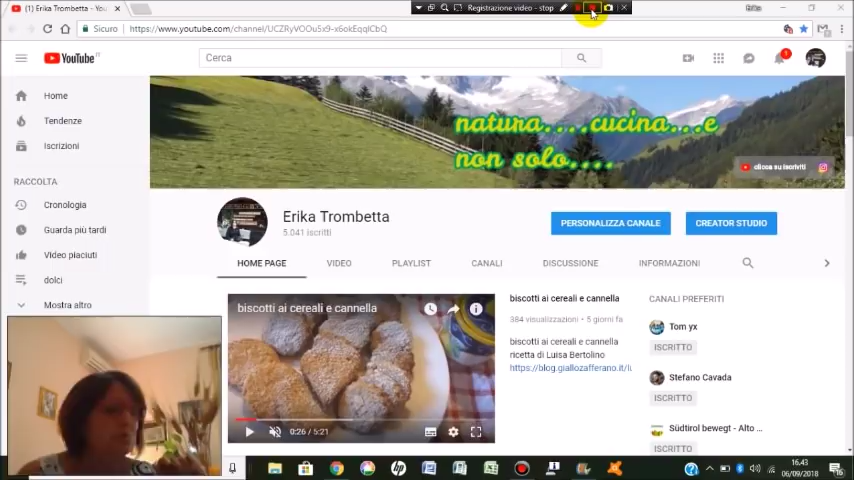 Erika Trombetta - YouTube
Registrazione video - stop
Erika
Sicuro
https://www.youtube.com/channel/UCZRyVOOu5x9-x6okEqqlCbQ
YouTube
IT
Cerca
1
Home
Tendenze
Iscrizioni
RACCOLTA
Cronologia
Guarda più tardi
Video piaciuti
dolci
Mostra altro
natura....cucina...e
non solo....
clicca su iscriviti
Erika Trombetta
5.041 iscritti
PERSONALIZZA CANALE
CREATOR STUDIO
HOME PAGE
VIDEO
PLAYLIST
CANALI
DISCUSSIONE
INFORMAZIONI
biscotti ai cereali e cannella
0:26 / 5:21
biscotti ai cereali e cannella
384 visualizzazioni • 5 giorni fa
biscotti ai cereali e cannella
ricetta di Luisa Bertolino
https://blog.giallozafferano.it/lu
CANALI PREFERITI
Tom yx
ISCRITTO
Stefano Cavada
ISCRITTO
Südtirol bewegt - Alto ...
ISCRITTO
16.43
06/09/2018